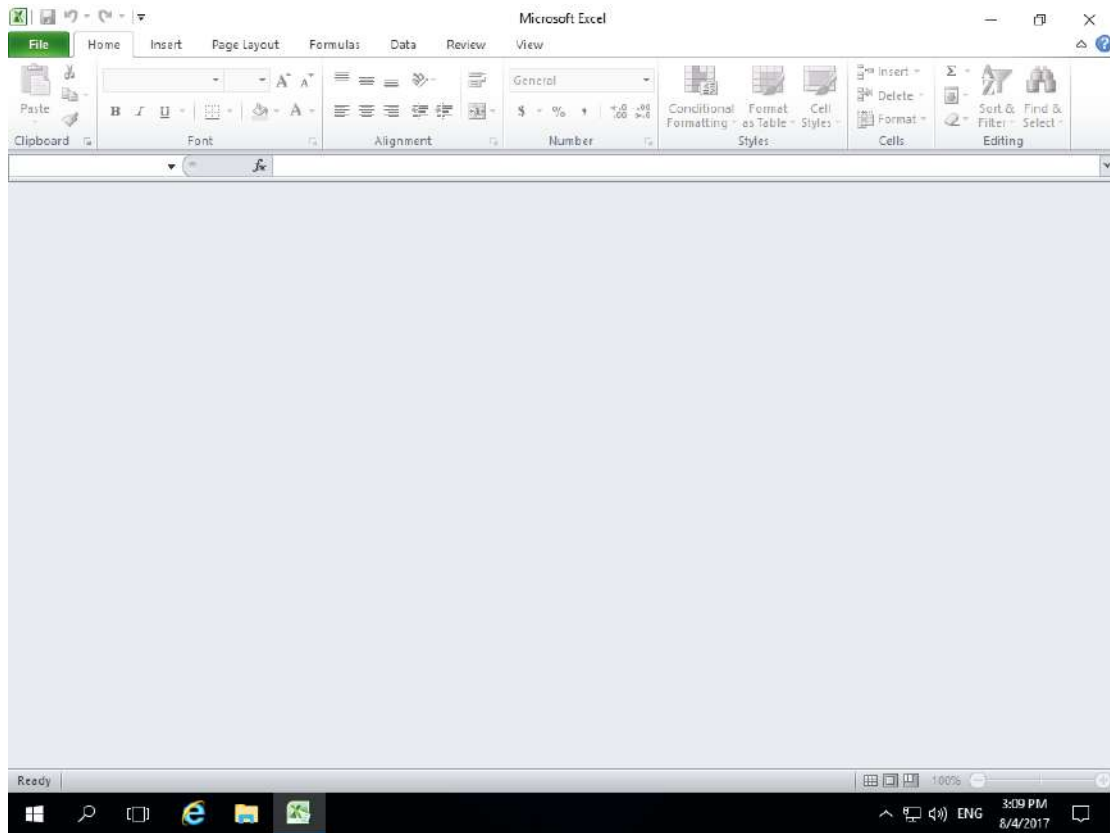 Microsoft Excel
File Home Insert Page Layout Formulas Data Review View
Paste
Clipboard
B I U A A A
Font
Alignment
General
$ % ,
Number
Conditional Formatting
Format as Table
Cell Styles
Styles
Insert
Delete
Format
Cells
Σ
Sort & Filter
Find & Select
Editing
fx
Ready
100%
ENG
3:09 PM
8/4/2017